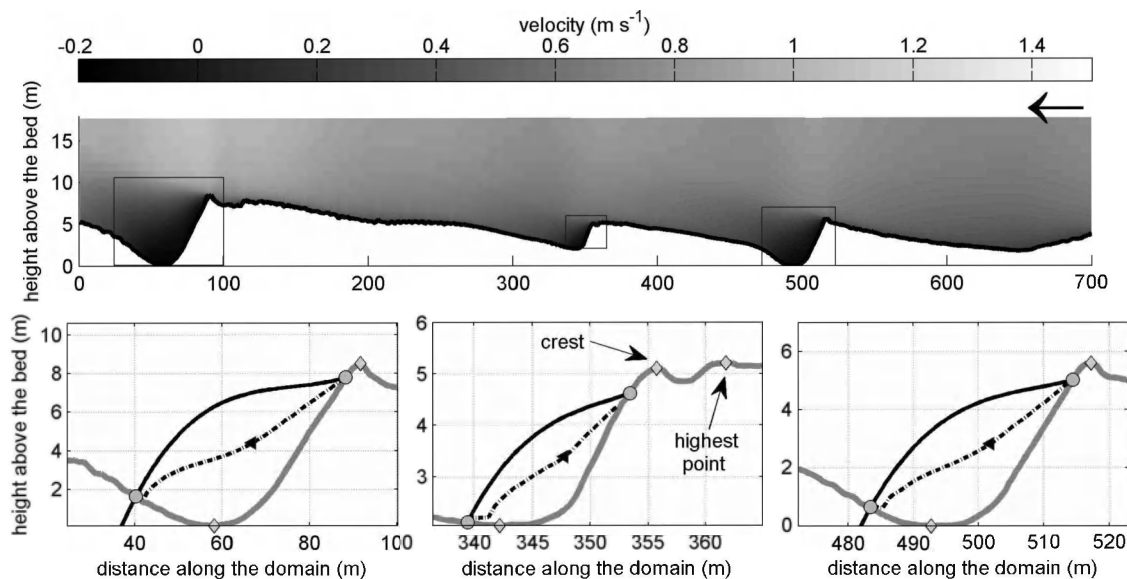 velocity (m s⁻¹)
-0.2 0 0.2 0.4 0.6 0.8 1 1.2 1.4
height above the bed (m)
15
10
5
0
0 100 200 300 400 500 600 700
height above the bed (m)
10
8
6
4
2
40 60 80 100
distance along the domain (m)
6
5
4
3
crest
highest
point
340 345 350 355 360
distance along the domain (m)
6
4
2
0
480 490 500 510 520
distance along the domain (m)